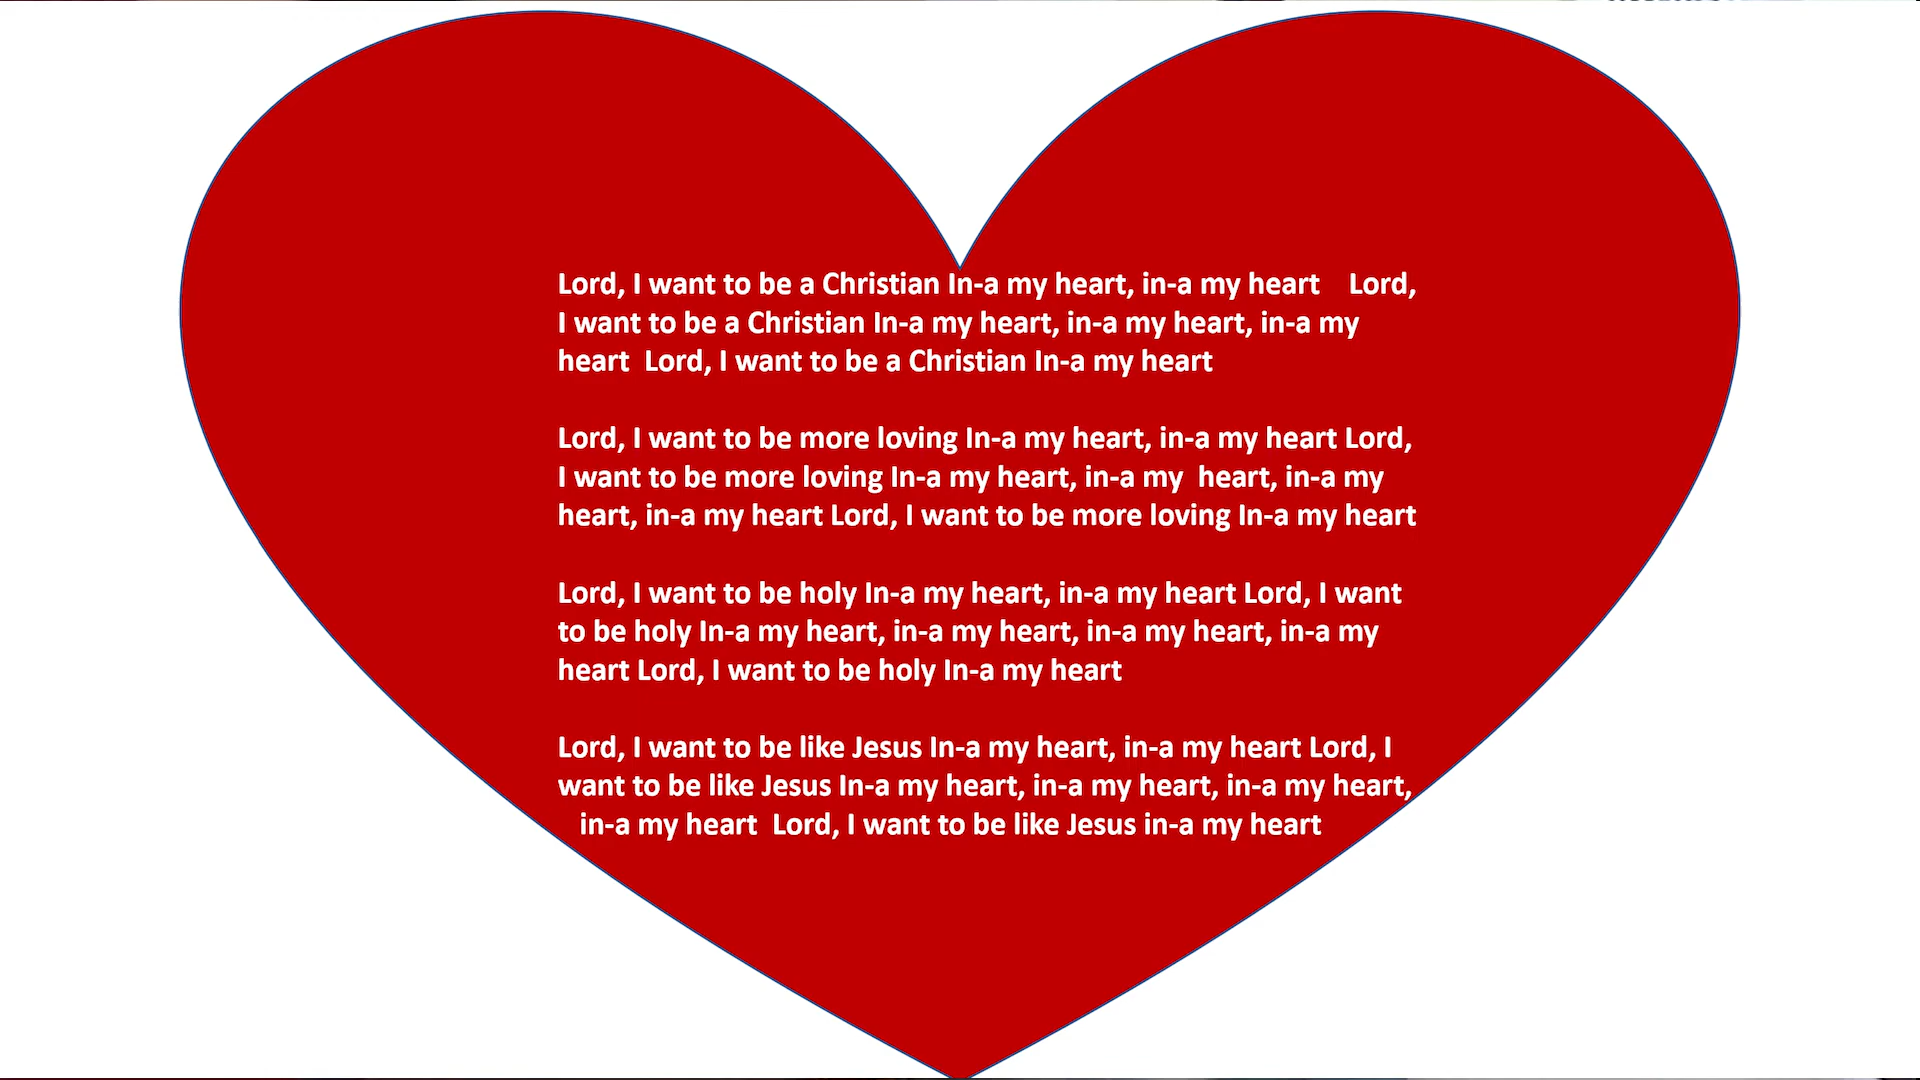 Lord, I want to be a Christian In-a my heart, in-a my heart    Lord,
I want to be a Christian In-a my heart, in-a my heart, in-a my
heart  Lord, I want to be a Christian In-a my heart
Lord, I want to be more loving In-a my heart, in-a my heart Lord,
I want to be more loving In-a my heart, in-a my  heart, in-a my
heart, in-a my heart Lord, I want to be more loving In-a my heart
Lord, I want to be holy In-a my heart, in-a my heart Lord, I want
to be holy In-a my heart, in-a my heart, in-a my heart, in-a my
heart Lord, I want to be holy In-a my heart
Lord, I want to be like Jesus In-a my heart, in-a my heart Lord, I
want to be like Jesus In-a my heart, in-a my heart, in-a my heart,
in-a my heart  Lord, I want to be like Jesus in-a my heart